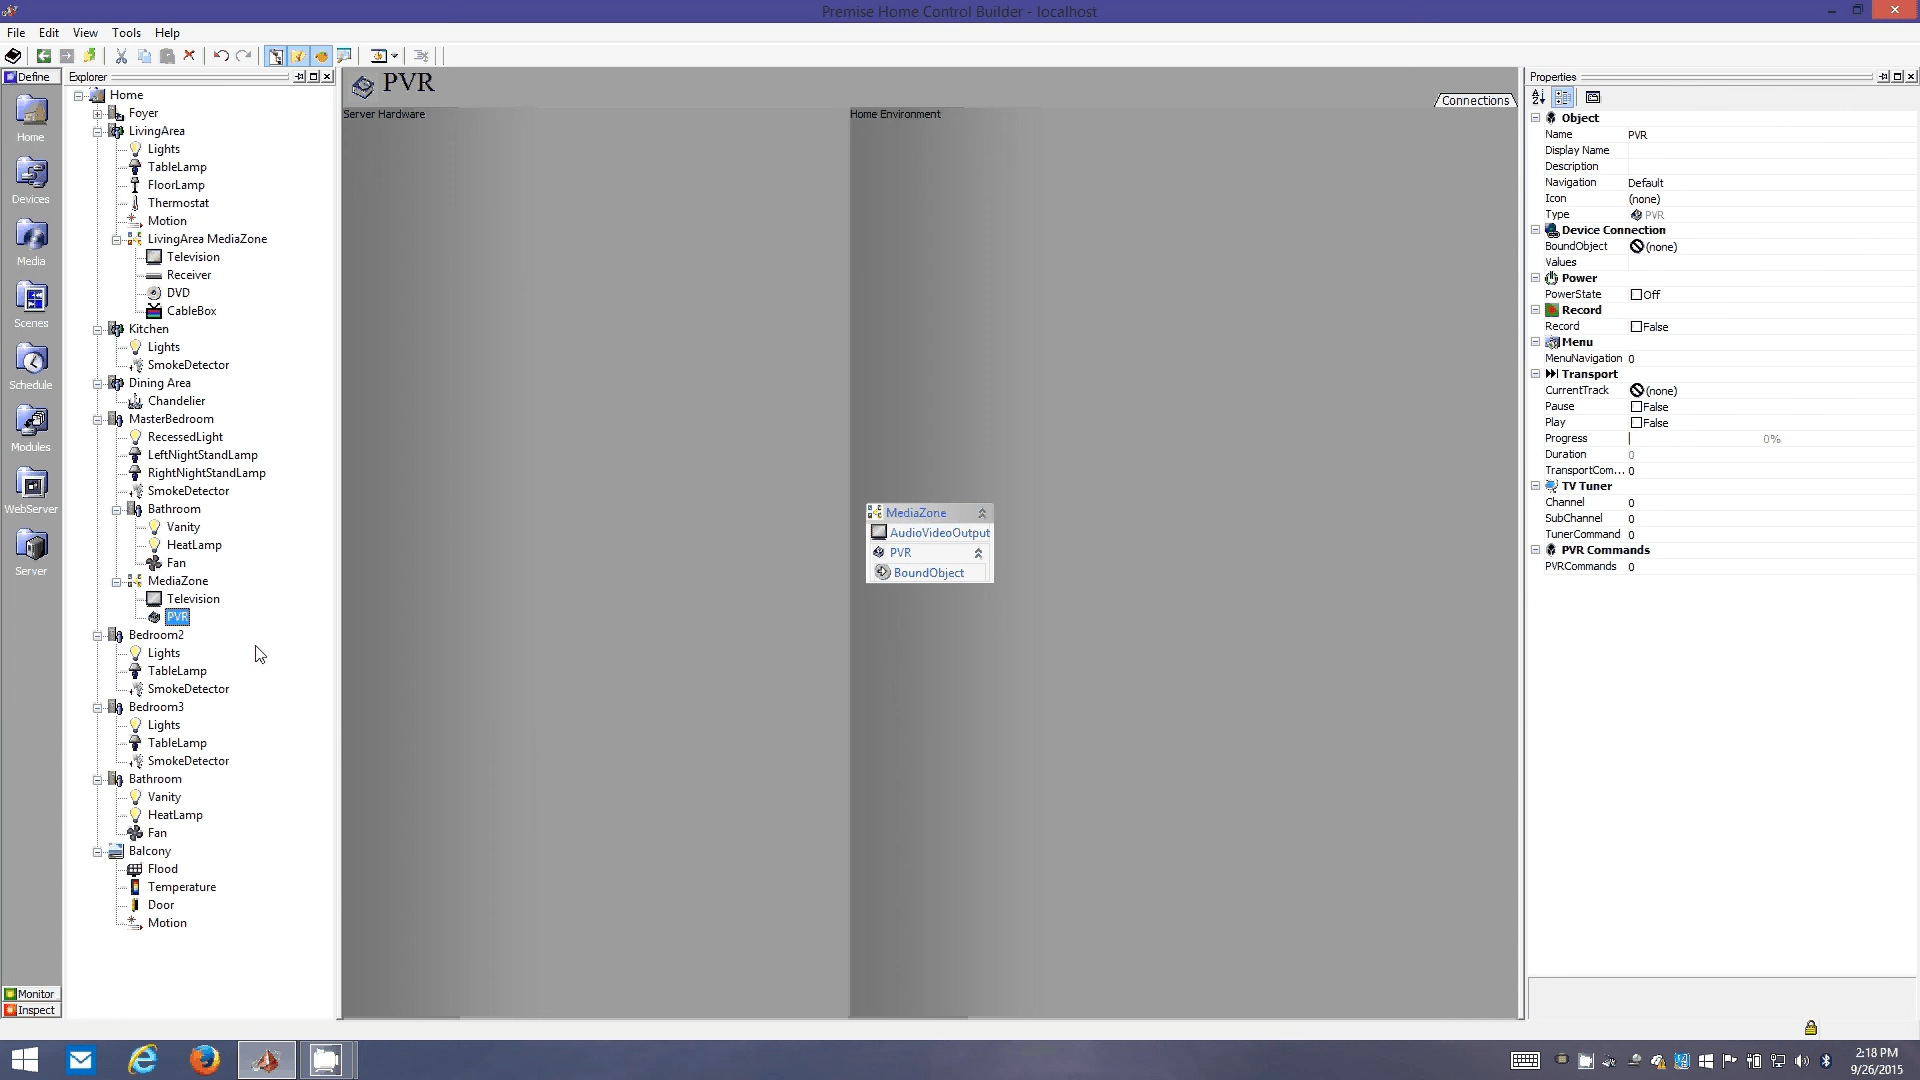 Premise Home Control Builder - localhost
File Edit View Tools Help
Define
Home
Devices
Media
Scenes
Schedule
Modules
WebServer
Server
Monitor
Inspect
Explorer
Home
Foyer
LivingArea
Lights
TableLamp
FloorLamp
Thermostat
Motion
LivingArea MediaZone
Television
Receiver
DVD
CableBox
Kitchen
Lights
SmokeDetector
Dining Area
Chandelier
MasterBedroom
RecessedLight
LeftNightStandLamp
RightNightStandLamp
SmokeDetector
Bathroom
Vanity
HeatLamp
Fan
MediaZone
Television
PVR
Bedroom2
Lights
TableLamp
SmokeDetector
Bedroom3
Lights
TableLamp
SmokeDetector
Bathroom
Vanity
HeatLamp
Fan
Balcony
Flood
Temperature
Door
Motion
PVR
Connections
Server Hardware
Home Environment
MediaZone
AudioVideoOutput
PVR
BoundObject
Properties
Object
Name PVR
Display Name
Description
Navigation Default
Icon (none)
Type PVR
Device Connection
BoundObject (none)
Values
Power
PowerState Off
Record
Record False
Menu
MenuNavigation 0
Transport
CurrentTrack (none)
Pause False
Play False
Progress 0%
Duration 0
TransportCom... 0
TV Tuner
Channel 0
SubChannel 0
TunerCommand 0
PVR Commands
PVRCommands 0
2:18 PM
9/26/2015